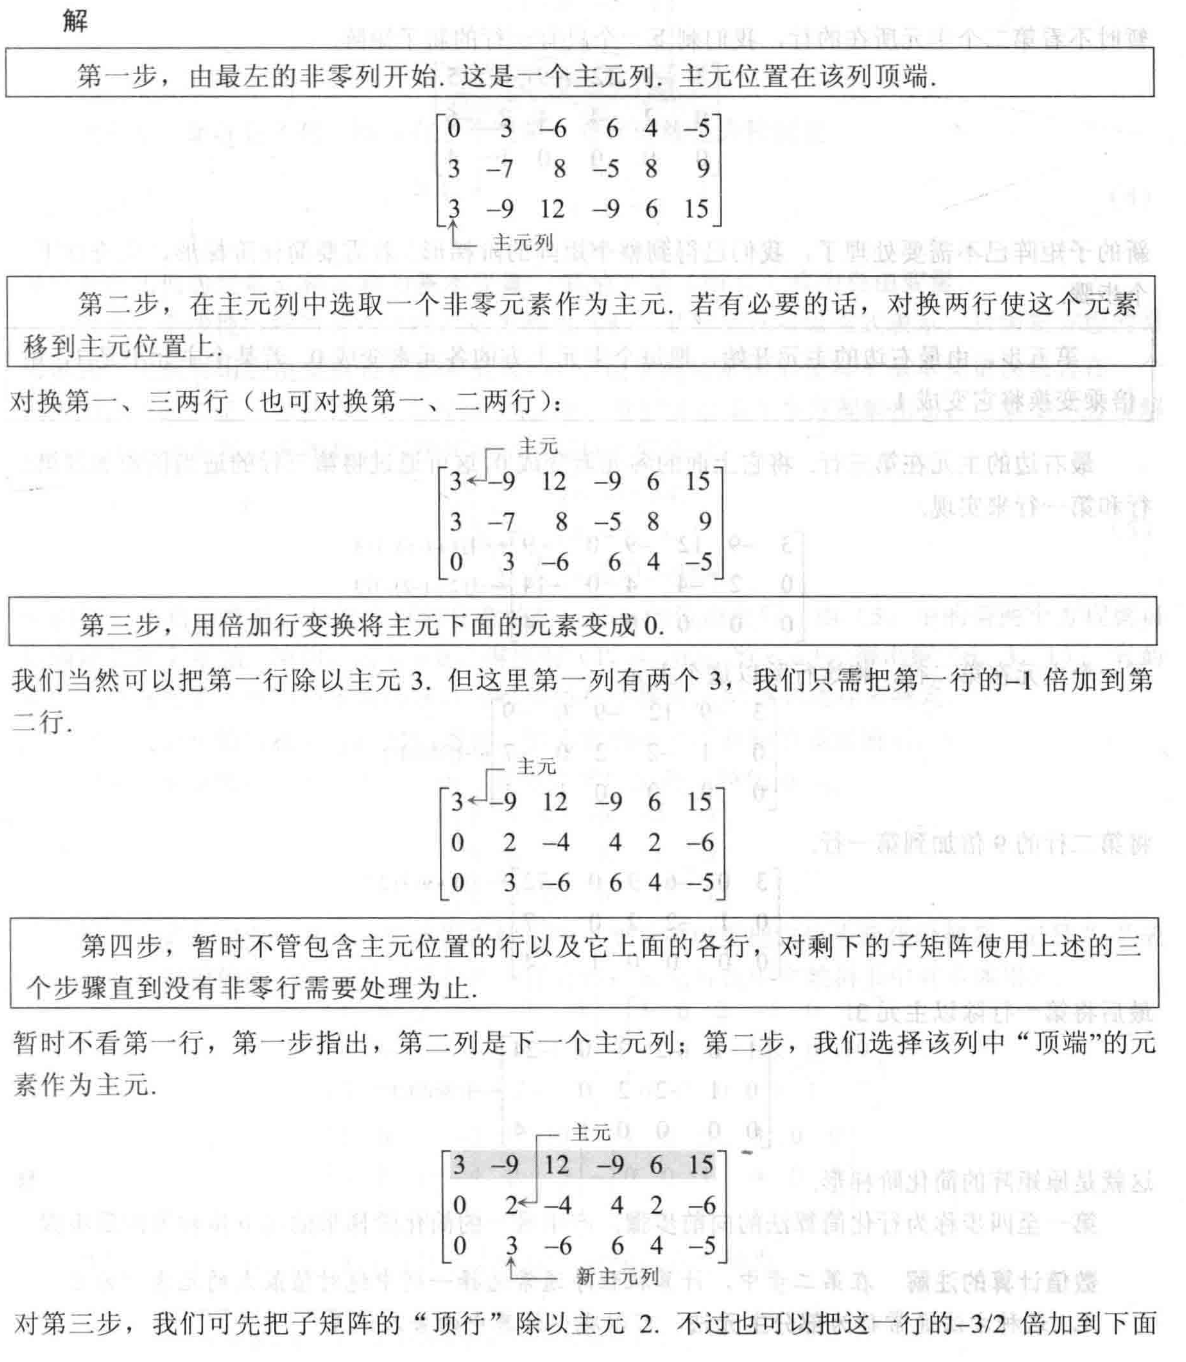 解
第一步，由最左的非零列开始. 这是一个主元列. 主元位置在该列顶端.
0 3 –6 6 4 –5
3 –7 8 –5 8 9
3 –9 12 –9 6 15
主元列
第二步，在主元列中选取一个非零元素作为主元. 若有必要的话，对换两行使这个元素
移到主元位置上.
对换第一、三两行（也可对换第一、二两行）：
主元
3 –9 12 –9 6 15
3 –7 8 –5 8 9
0 3 –6 6 4 –5
第三步，用倍加行变换将主元下面的元素变成 0.
我们当然可以把第一行除以主元 3. 但这里第一列有两个 3，我们只需把第一行的–1 倍加到第
二行.
主元
3 –9 12 –9 6 15
0 2 –4 4 2 –6
0 3 –6 6 4 –5
第四步，暂时不管包含主元位置的行以及它上面的各行，对剩下的子矩阵使用上述的三
个步骤直到没有非零行需要处理为止.
暂时不看第一行，第一步指出，第二列是下一个主元列；第二步，我们选择该列中“顶端”的元
素作为主元.
主元
3 –9 12 –9 6 15
0 2 –4 4 2 –6
0 3 –6 6 4 –5
新主元列
对第三步，我们可先把子矩阵的“顶行”除以主元 2. 不过也可以把这一行的–3/2 倍加到下面